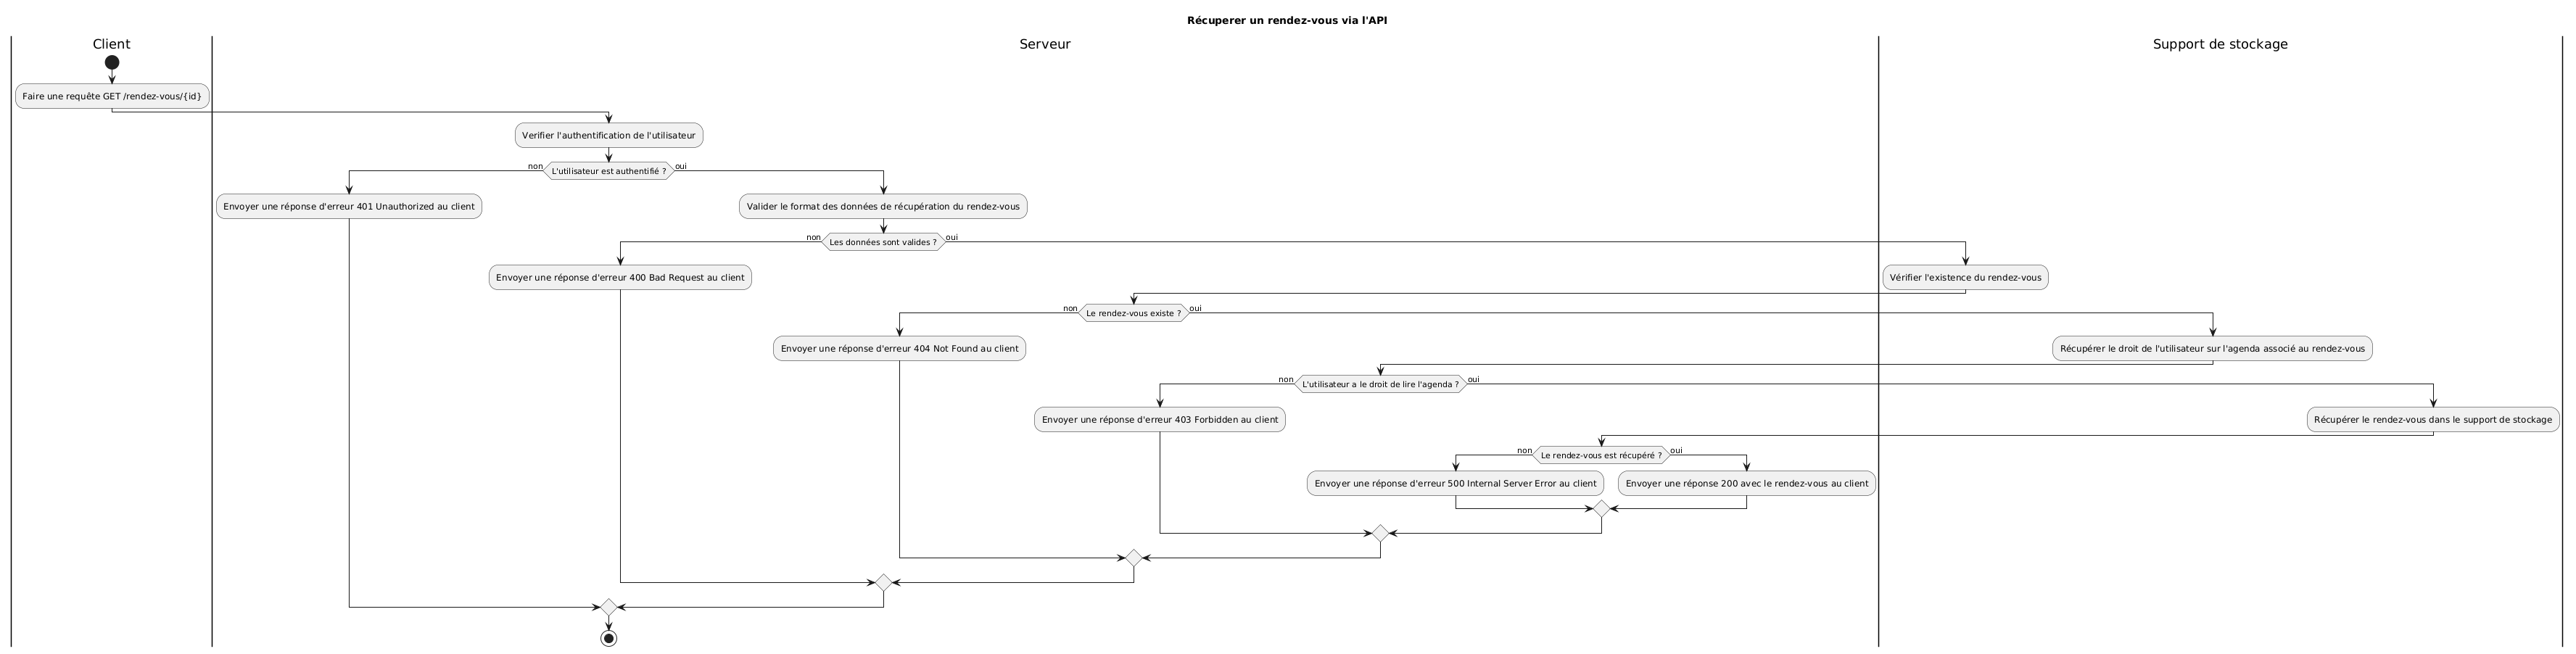 Récuperer un rendez-vous via l'API
Client
Serveur
Support de stockage
Faire une requête GET /rendez-vous/{id}
Verifier l'authentification de l'utilisateur
non
L'utilisateur est authentifié ?
oui
Envoyer une réponse d'erreur 401 Unauthorized au client
Valider le format des données de récupération du rendez-vous
non
Les données sont valides ?
oui
Envoyer une réponse d'erreur 400 Bad Request au client
Vérifier l'existence du rendez-vous
non
Le rendez-vous existe ?
oui
Envoyer une réponse d'erreur 404 Not Found au client
Récupérer le droit de l'utilisateur sur l'agenda associé au rendez-vous
non
L'utilisateur a le droit de lire l'agenda ?
oui
Envoyer une réponse d'erreur 403 Forbidden au client
Récupérer le rendez-vous dans le support de stockage
non
Le rendez-vous est récupéré ?
oui
Envoyer une réponse d'erreur 500 Internal Server Error au client
Envoyer une réponse 200 avec le rendez-vous au client